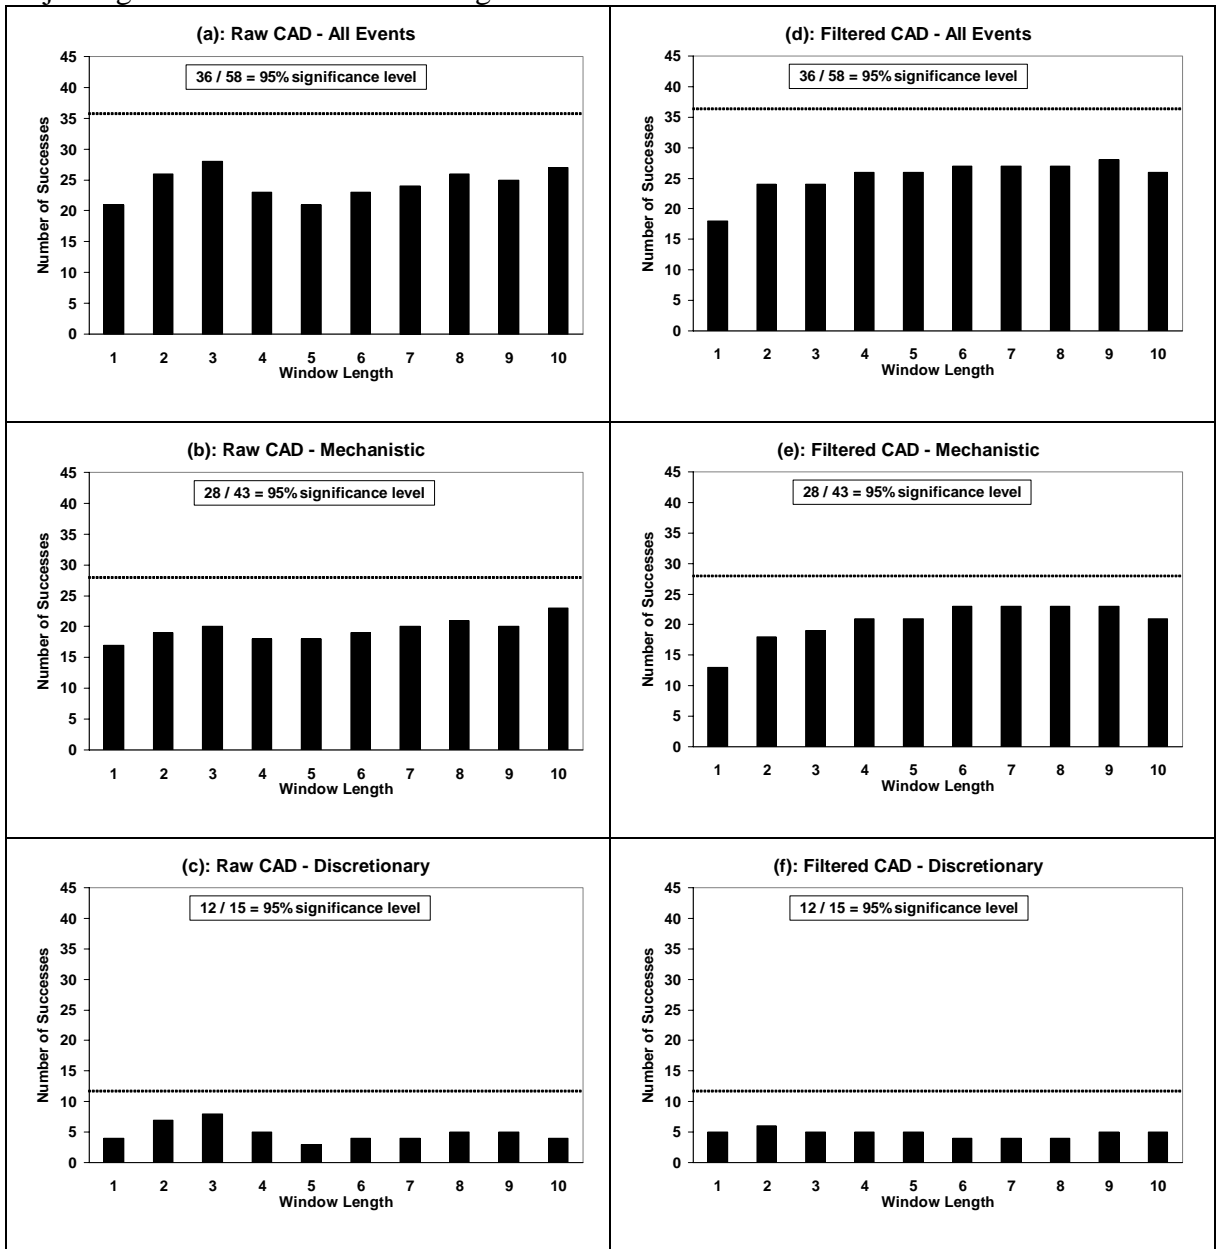 (a): Raw CAD - All Events
36 / 58 = 95% significance level
Number of Successes
45
40
35
30
25
20
15
10
5
0
1 2 3 4 5 6 7 8 9 10
Window Length
(d): Filtered CAD - All Events
36 / 58 = 95% significance level
Number of Successes
45
40
35
30
25
20
15
10
5
0
1 2 3 4 5 6 7 8 9 10
Window Length
(b): Raw CAD - Mechanistic
28 / 43 = 95% significance level
Number of Successes
45
40
35
30
25
20
15
10
5
0
1 2 3 4 5 6 7 8 9 10
Window Length
(e): Filtered CAD - Mechanistic
28 / 43 = 95% significance level
Number of Successes
45
40
35
30
25
20
15
10
5
0
1 2 3 4 5 6 7 8 9 10
Window Length
(c): Raw CAD - Discretionary
12 / 15 = 95% significance level
Number of Successes
45
40
35
30
25
20
15
10
5
0
1 2 3 4 5 6 7 8 9 10
Window Length
(f): Filtered CAD - Discretionary
12 / 15 = 95% significance level
Number of Successes
45
40
35
30
25
20
15
10
5
0
1 2 3 4 5 6 7 8 9 10
Window Length